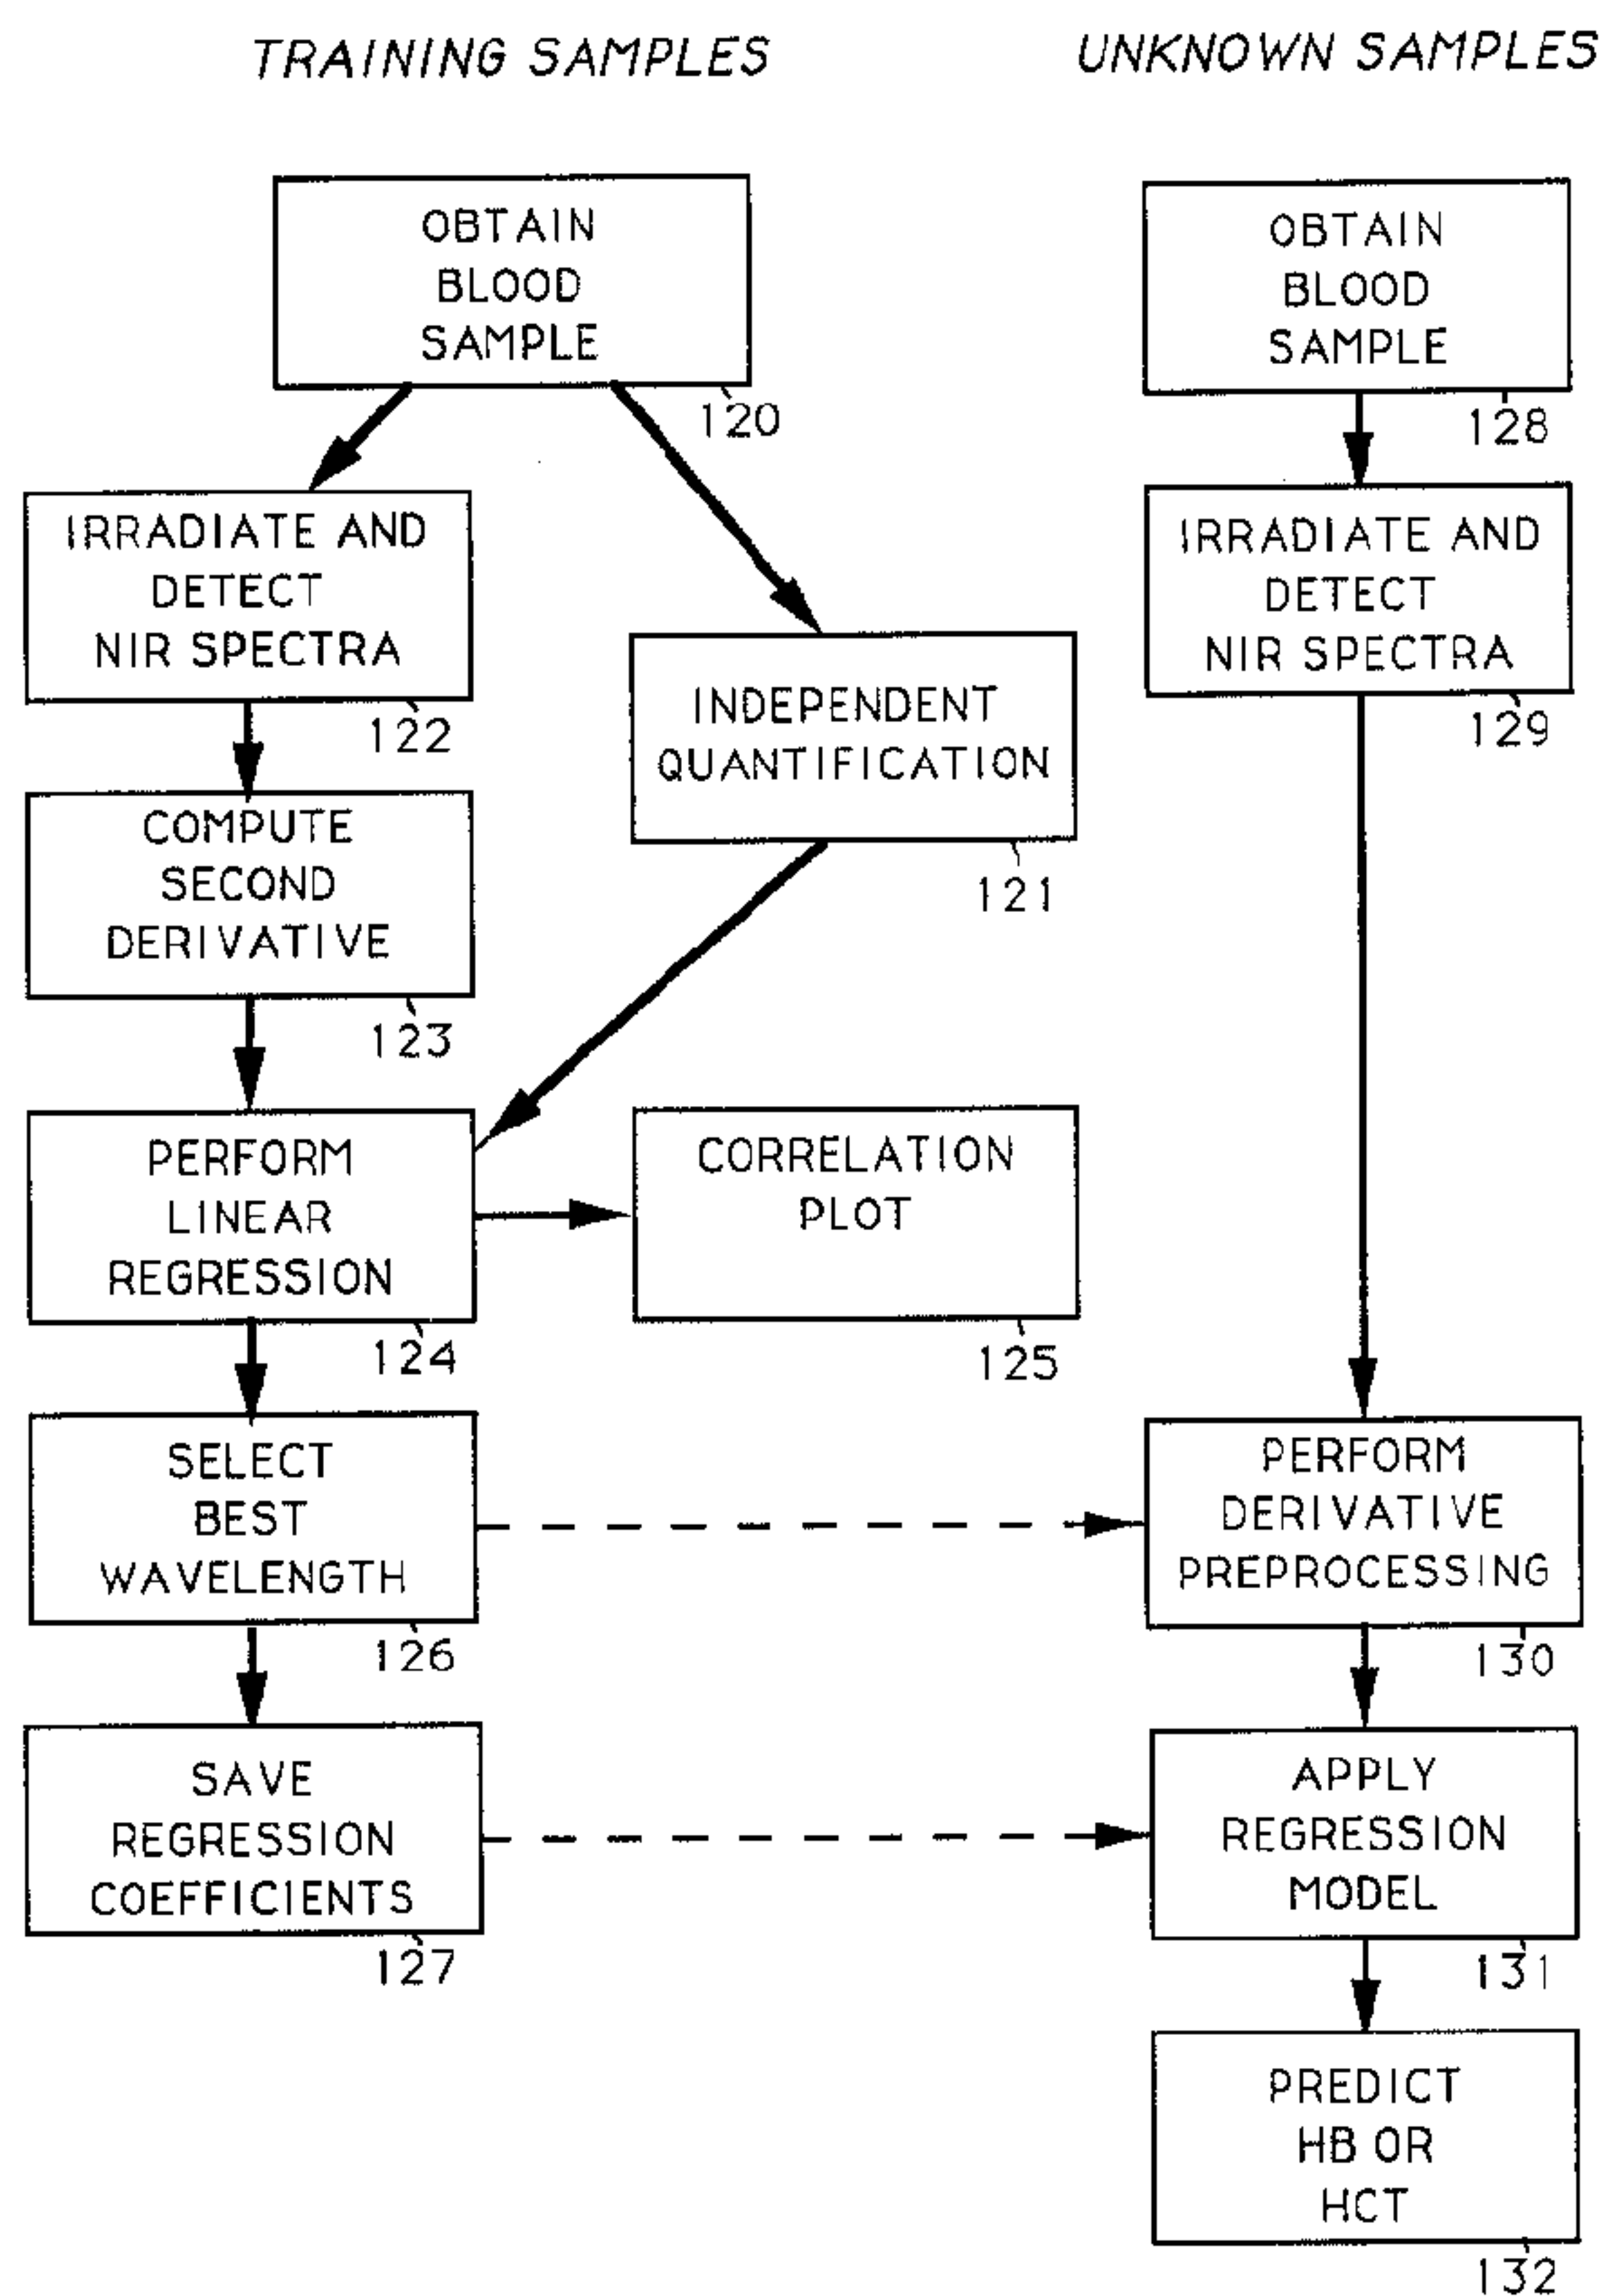 TRAINING SAMPLES
UNKNOWN SAMPLES
OBTAIN
BLOOD
SAMPLE
120
IRRADIATE AND
DETECT
NIR SPECTRA
122
INDEPENDENT
QUANTIFICATION
121
COMPUTE
SECOND
DERIVATIVE
123
PERFORM
LINEAR
REGRESSION
124
CORRELATION
PLOT
125
SELECT
BEST
WAVELENGTH
126
SAVE
REGRESSION
COEFFICIENTS
127
OBTAIN
BLOOD
SAMPLE
128
IRRADIATE AND
DETECT
NIR SPECTRA
129
PERFORM
DERIVATIVE
PREPROCESSING
130
APPLY
REGRESSION
MODEL
131
PREDICT
HB OR
HCT
132